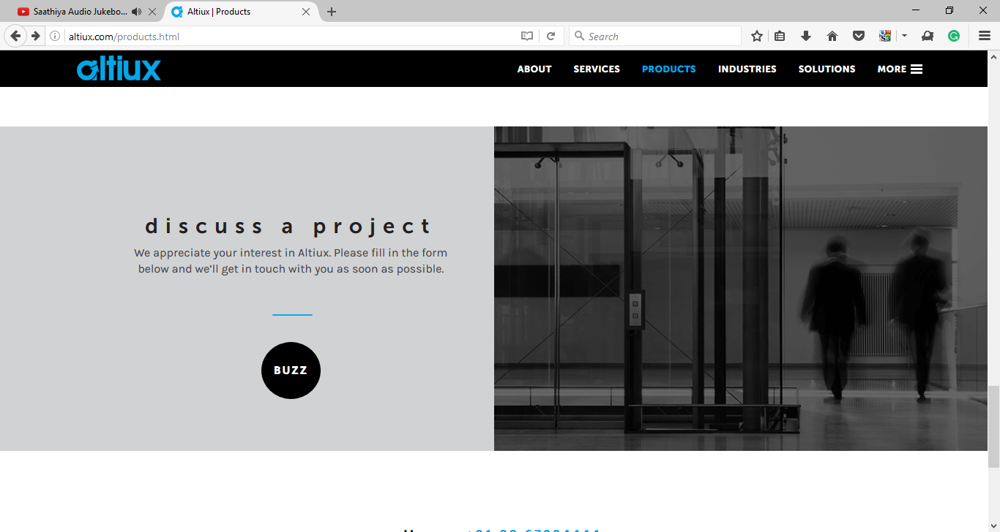 Saathiya Audio Jukebo...
Altiux | Products
altiux.com/products.html
Search
altiux
ABOUT
SERVICES
PRODUCTS
INDUSTRIES
SOLUTIONS
MORE
discuss a project
We appreciate your interest in Altiux. Please fill in the form
below and we'll get in touch with you as soon as possible.
BUZZ